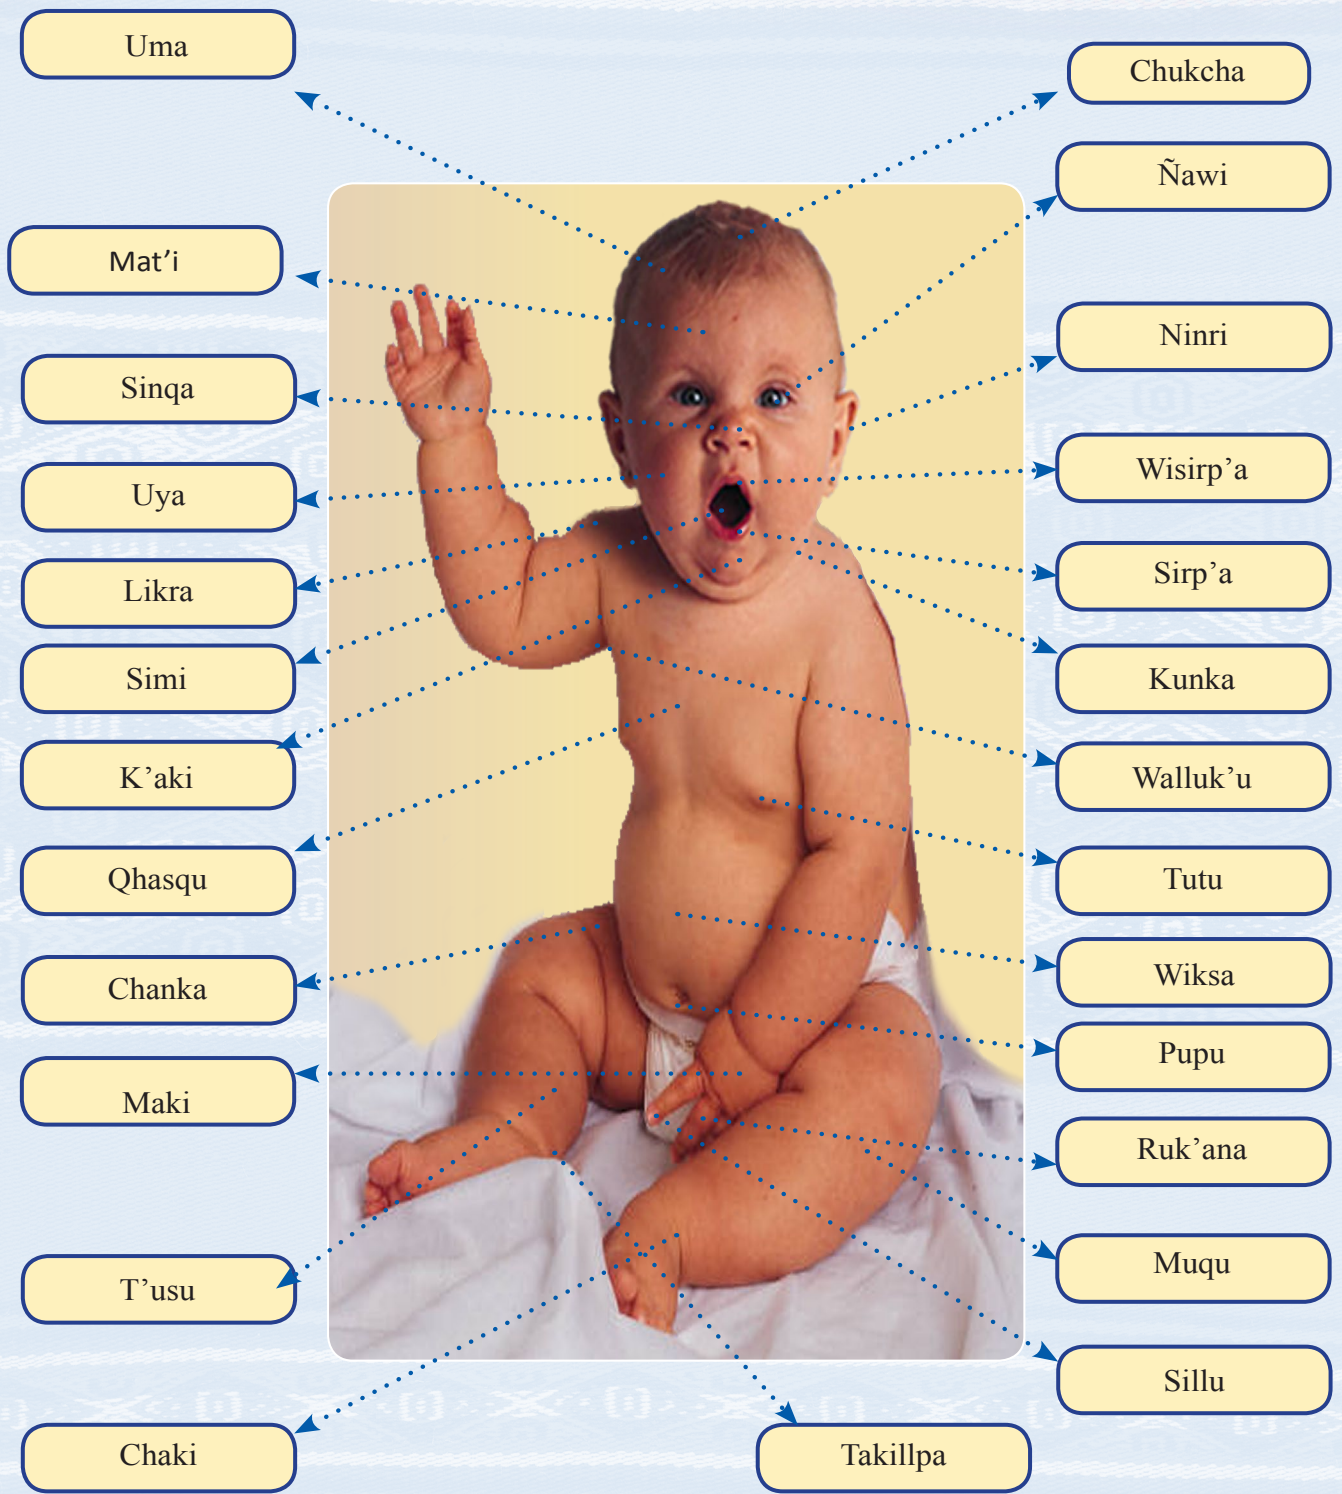 Uma
Chukcha
Ñawi
Mat’i
Ninri
Sinqa
Wisirp’a
Uya
Sirp’a
Likra
Simi
Kunka
K’aki
Walluk’u
Qhasqu
Tutu
Chanka
Wiksa
Pupu
Maki
Ruk’ana
Muqu
T’usu
Sillu
Chaki
Takillpa